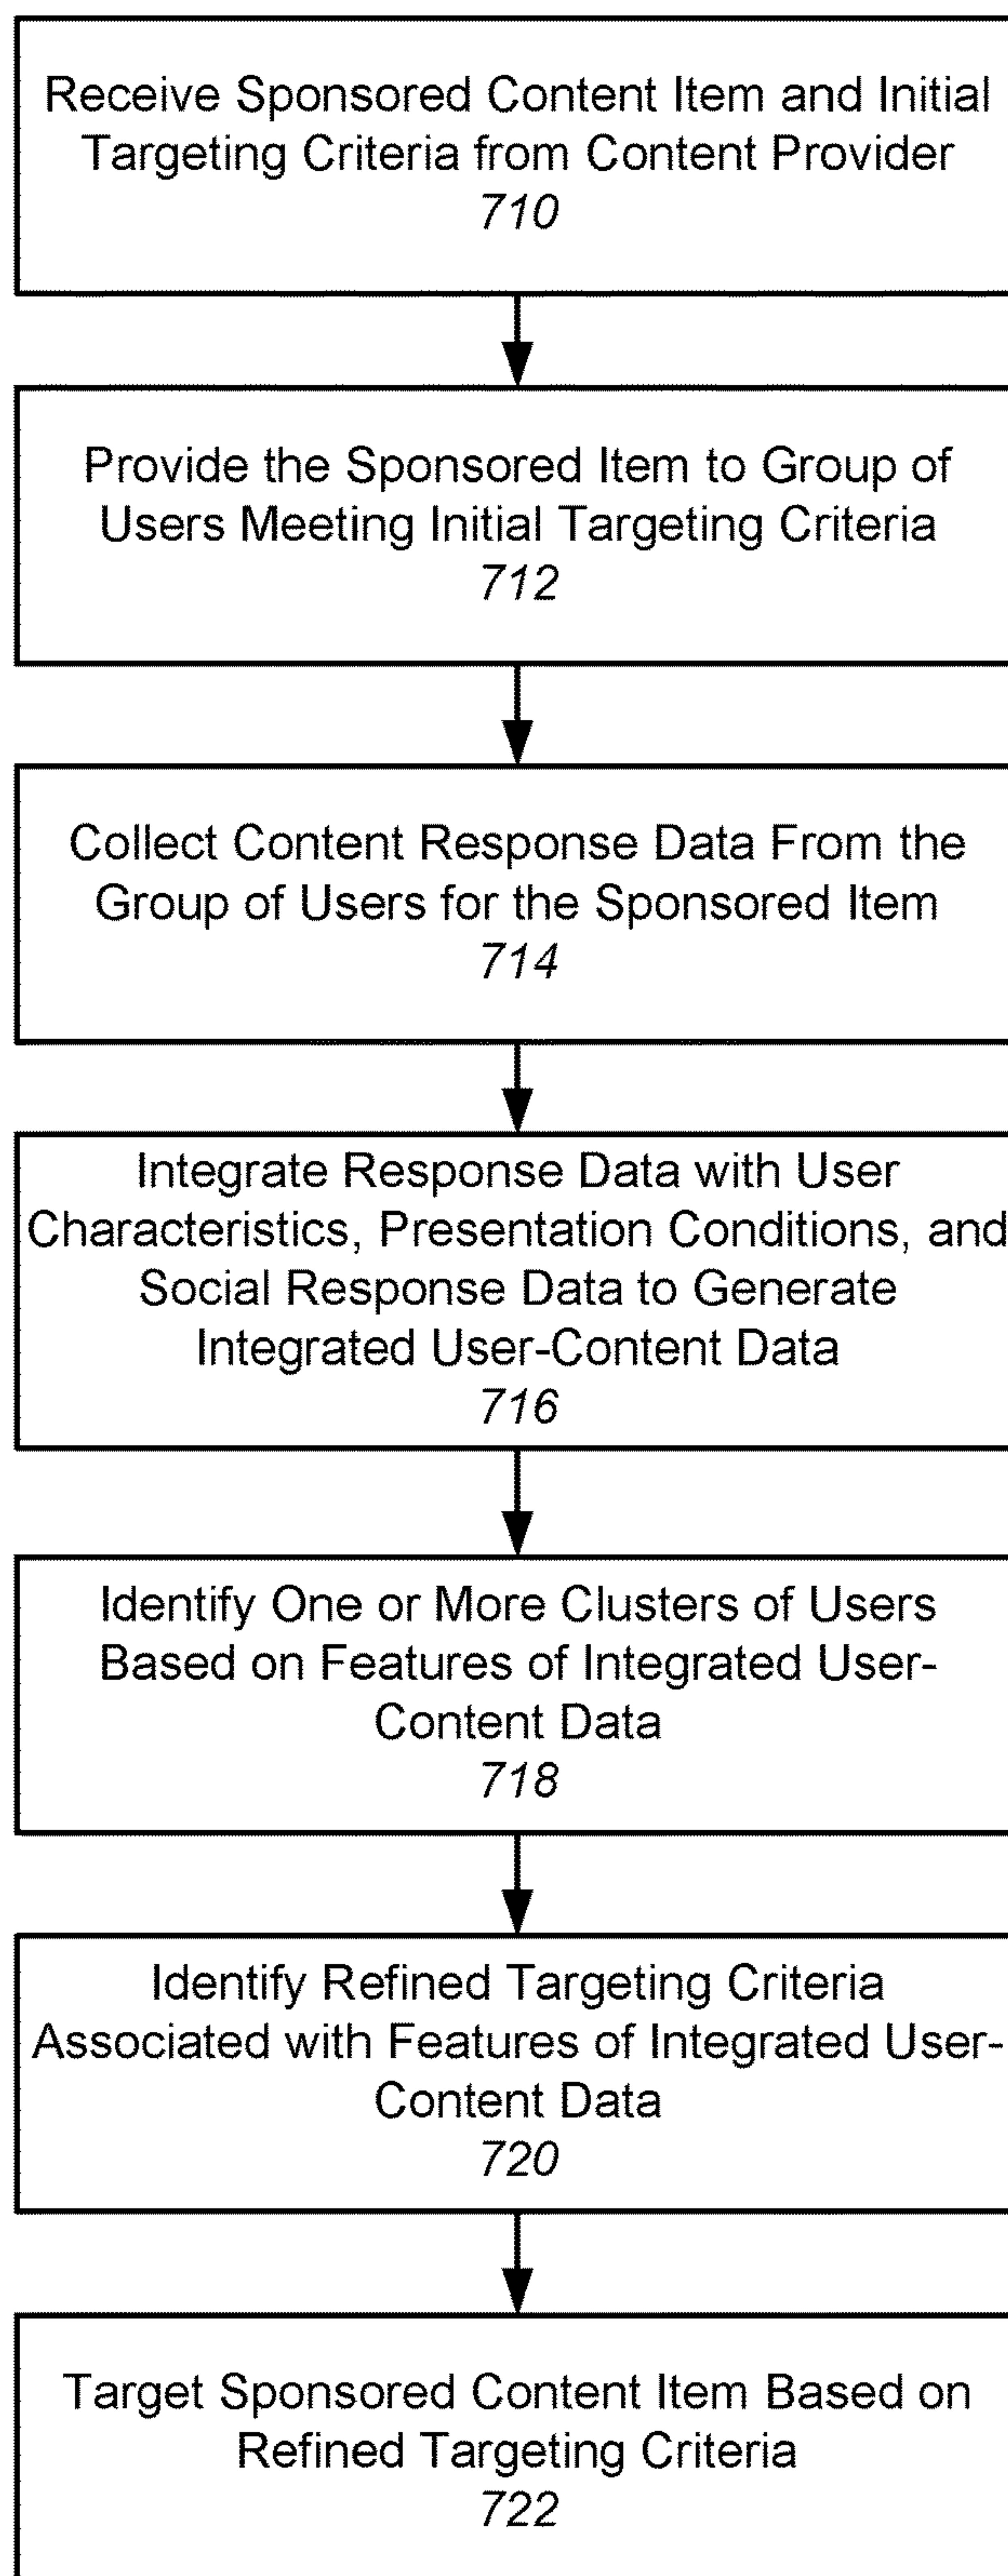 Receive Sponsored Content Item and Initial
Targeting Criteria from Content Provider
710
Provide the Sponsored Item to Group of
Users Meeting Initial Targeting Criteria
712
Collect Content Response Data From the
Group of Users for the Sponsored Item
714
Integrate Response Data with User
Characteristics, Presentation Conditions, and
Social Response Data to Generate
Integrated User-Content Data
716
Identify One or More Clusters of Users
Based on Features of Integrated User-
Content Data
718
Identify Refined Targeting Criteria
Associated with Features of Integrated User-
Content Data
720
Target Sponsored Content Item Based on
Refined Targeting Criteria
722